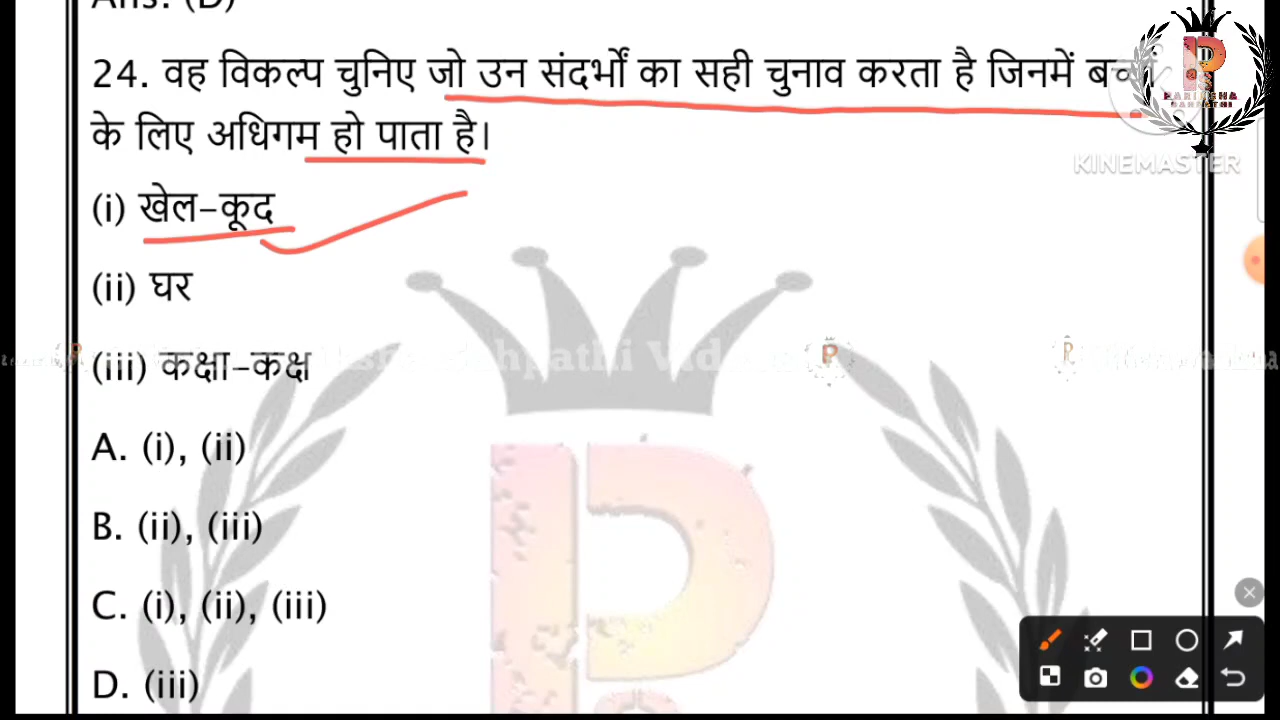 Ans. (D)
24. वह विकल्प चुनिए जो उन संदर्भों का सही चुनाव करता है जिनमें
के लिए अधिगम हो पाता है।
KINEMASTER
(i) खेल-कूद
(ii) घर
(iii) कक्षा-कक्ष
A. (i), (ii)
B. (ii), (iii)
C. (i), (ii), (iii)
D. (iii)